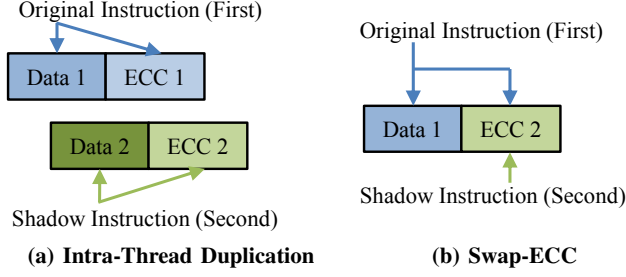 Original Instruction (First)
Data 1 ECC 1
Data 2 ECC 2
Shadow Instruction (Second)
(a) Intra-Thread Duplication
Original Instruction (First)
Data 1 ECC 2
Shadow Instruction (Second)
(b) Swap-ECC